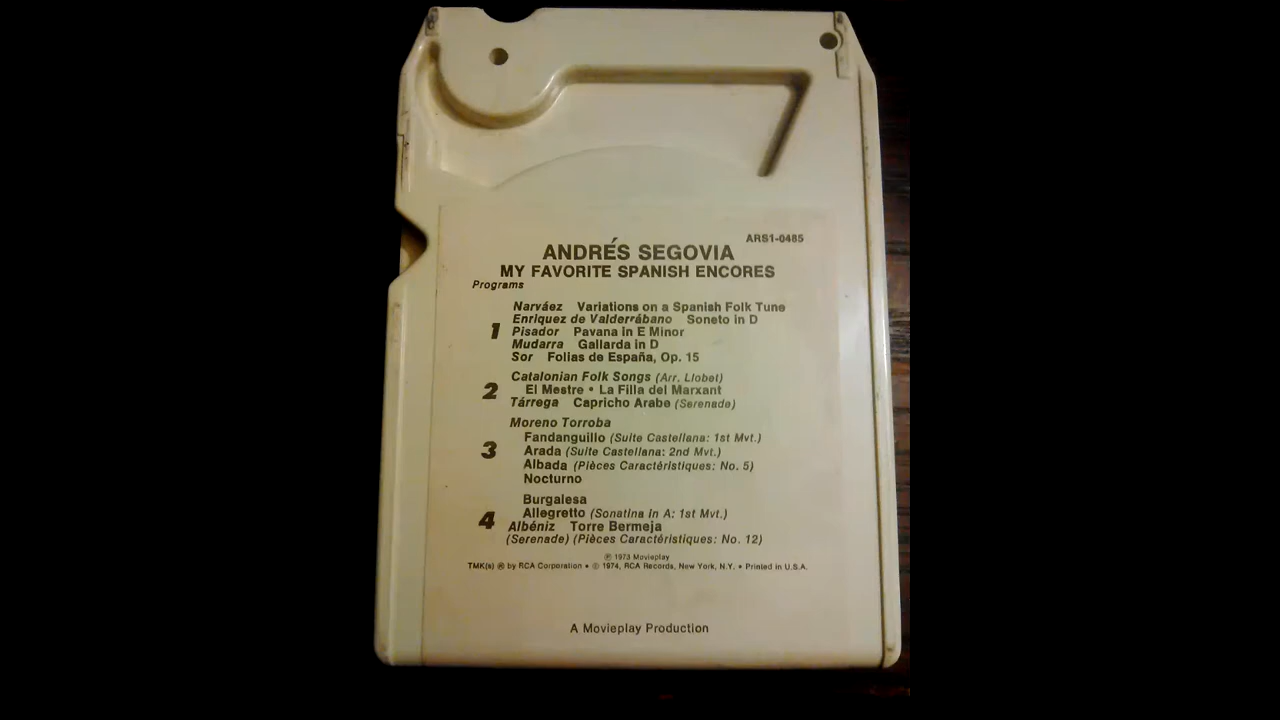 ARS1-0485
ANDRÉS SEGOVIA
MY FAVORITE SPANISH ENCORES
Programs
1
Narváez Variations on a Spanish Folk Tune
Enriquez de Valderrábano Soneto in D
Pisador Pavana in E Minor
Mudarra Gallarda in D
Sor Folias de España, Op. 15
2
Catalonian Folk Songs (Arr. Llobet)
El Mestre • La Filla del Marxant
Tárrega Capricho Arabe (Serenade)
3
Moreno Torroba
Fandanguillo (Suite Castellana: 1st Mvt.)
Arada (Suite Castellana: 2nd Mvt.)
Albada (Pièces Caractéristiques: No. 5)
Nocturno
4
Burgalesa
Allegretto (Sonatina in A: 1st Mvt.)
Albéniz Torre Bermeja
(Serenade) (Pièces Caractéristiques: No. 12)
℗ 1973 Movieplay
TMK(s) ® by RCA Corporation • © 1974, RCA Records, New York, N.Y. • Printed in U.S.A.
A Movieplay Production